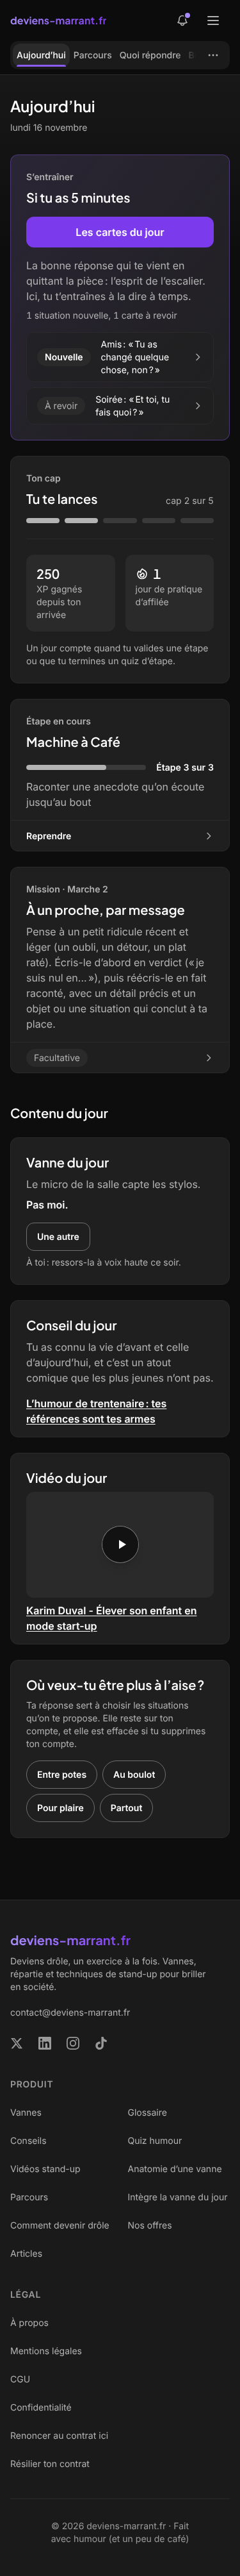 deviens-marrant.fr
Aujourd’hui Parcours Quoi répondre
Aujourd’hui
lundi 16 novembre
S’entraîner
Si tu as 5 minutes
Les cartes du jour
La bonne réponse qui te vient en
quittant la pièce : l’esprit de l’escalier.
Ici, tu t’entraînes à la dire à temps.
1 situation nouvelle, 1 carte à revoir
Nouvelle
Amis : « Tu as
changé quelque
chose, non ? »
À revoir
Soirée : « Et toi, tu
fais quoi ? »
Ton cap
Tu te lances
cap 2 sur 5
250
XP gagnés
depuis ton
arrivée
1
jour de pratique
d’affilée
Un jour compte quand tu valides une étape
ou que tu termines un quiz d’étape.
Étape en cours
Machine à Café
Étape 3 sur 3
Raconter une anecdote qu’on écoute
jusqu’au bout
Reprendre
Mission · Marche 2
À un proche, par message
Pense à un petit ridicule récent et
léger (un oubli, un détour, un plat
raté). Écris-le d’abord en verdict (« je
suis nul en… »), puis réécris-le en fait
raconté, avec un détail précis et un
objet ou une situation qui conclut à ta
place.
Facultative
Contenu du jour
Vanne du jour
Le micro de la salle capte les stylos.
Pas moi.
Une autre
À toi : ressors-la à voix haute ce soir.
Conseil du jour
Tu as connu la vie d’avant et celle
d’aujourd’hui, et c’est un atout
comique que les plus jeunes n’ont pas.
L’humour de trentenaire : tes
références sont tes armes
Vidéo du jour
Karim Duval - Élever son enfant en
mode start-up
Où veux-tu être plus à l’aise ?
Ta réponse sert à choisir les situations
qu’on te propose. Elle reste sur ton
compte, et elle est effacée si tu supprimes
ton compte.
Entre potes
Au boulot
Pour plaire
Partout
deviens-marrant.fr
Deviens drôle, un exercice à la fois. Vannes,
répartie et techniques de stand-up pour briller
en société.
contact@deviens-marrant.fr
PRODUIT
Vannes
Glossaire
Conseils
Quiz humour
Vidéos stand-up
Anatomie d’une vanne
Parcours
Intègre la vanne du jour
Comment devenir drôle
Nos offres
Articles
LÉGAL
À propos
Mentions légales
CGU
Confidentialité
Renoncer au contrat ici
Résilier ton contrat
© 2026 deviens-marrant.fr · Fait
avec humour (et un peu de café)